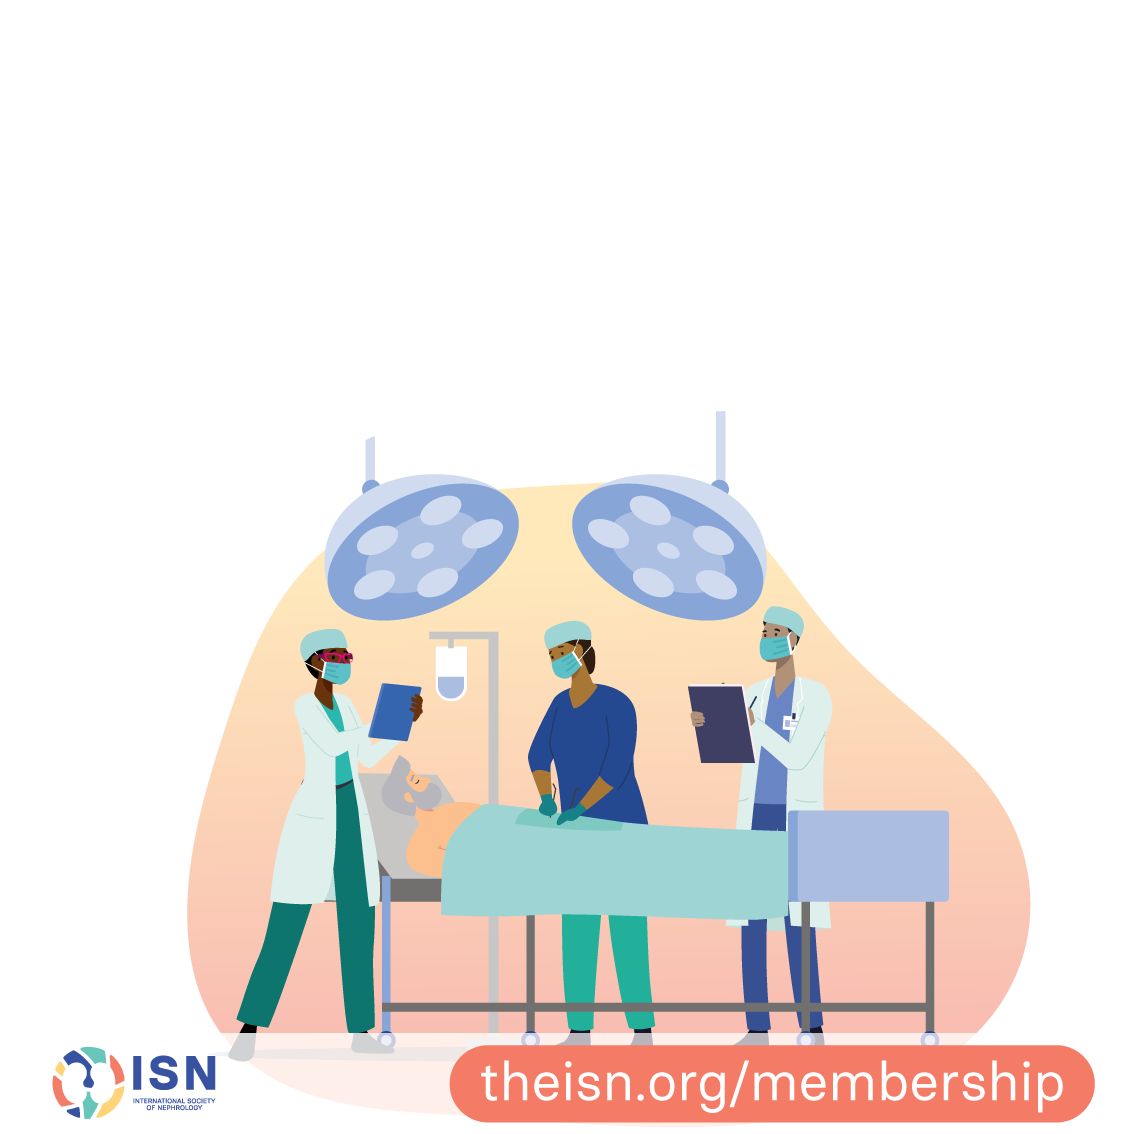 ISN
INTERNATIONAL SOCIETY
OF NEPHROLOGY
theisn.org/membership